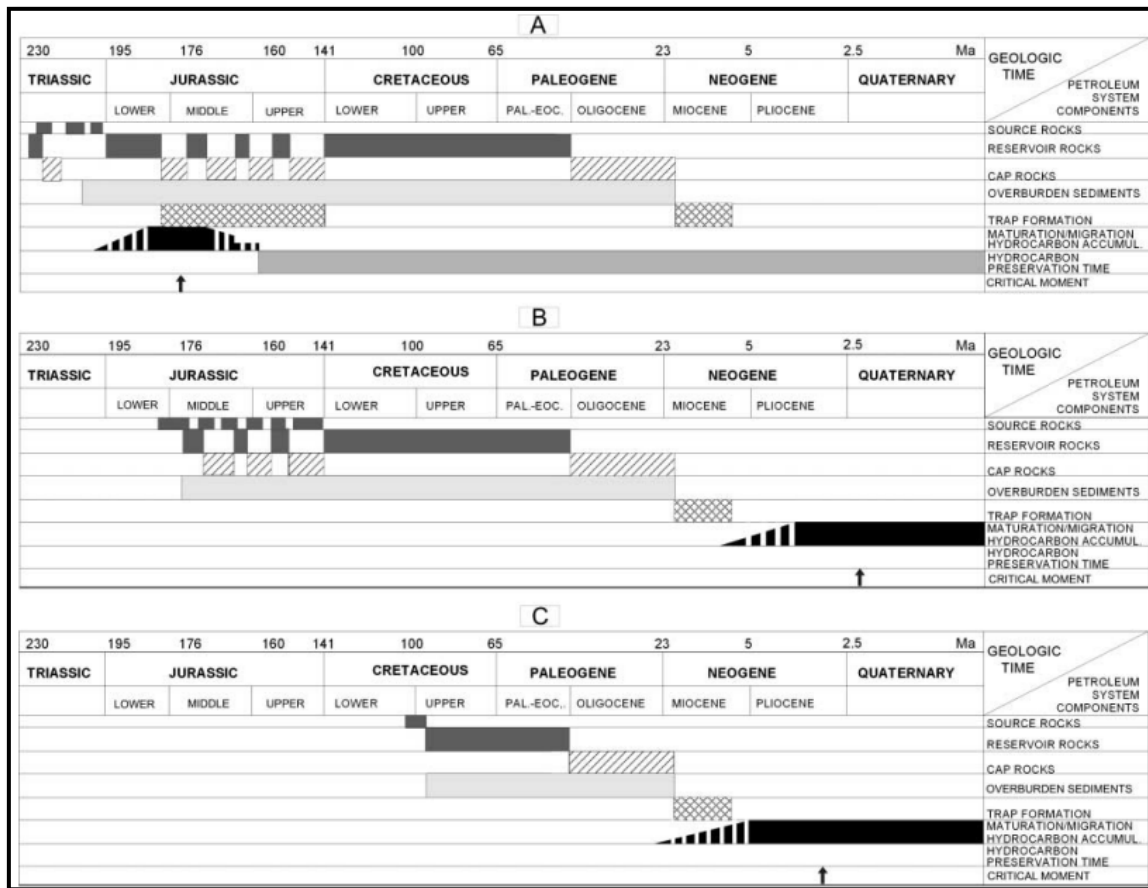 A
230 195 176 160 141 100 65 23 5 2.5 Ma
GEOLOGIC
TIME
TRIASSIC JURASSIC CRETACEOUS PALEOGENE NEOGENE QUATERNARY
PETROLEUM
SYSTEM
COMPONENTS
LOWER MIDDLE UPPER LOWER UPPER PAL.-EOC. OLIGOCENE MIOCENE PLIOCENE
SOURCE ROCKS
RESERVOIR ROCKS
CAP ROCKS
OVERBURDEN SEDIMENTS
TRAP FORMATION
MATURATION/MIGRATION
HYDROCARBON ACCUMUL.
HYDROCARBON
PRESERVATION TIME
CRITICAL MOMENT
B
230 195 176 160 141 100 65 23 5 2.5 Ma
GEOLOGIC
TIME
TRIASSIC JURASSIC CRETACEOUS PALEOGENE NEOGENE QUATERNARY
PETROLEUM
SYSTEM
COMPONENTS
LOWER MIDDLE UPPER LOWER UPPER PAL.-EOC. OLIGOCENE MIOCENE PLIOCENE
SOURCE ROCKS
RESERVOIR ROCKS
CAP ROCKS
OVERBURDEN SEDIMENTS
TRAP FORMATION
MATURATION/MIGRATION
HYDROCARBON ACCUMUL.
HYDROCARBON
PRESERVATION TIME
CRITICAL MOMENT
C
230 195 176 160 141 100 65 23 5 2.5 Ma
GEOLOGIC
TIME
TRIASSIC JURASSIC CRETACEOUS PALEOGENE NEOGENE QUATERNARY
PETROLEUM
SYSTEM
COMPONENTS
LOWER MIDDLE UPPER LOWER UPPER PAL.-EOC.. OLIGOCENE MIOCENE PLIOCENE
SOURCE ROCKS
RESERVOIR ROCKS
CAP ROCKS
OVERBURDEN SEDIMENTS
TRAP FORMATION
MATURATION/MIGRATION
HYDROCARBON ACCUMUL.
HYDROCARBON
PRESERVATION TIME
CRITICAL MOMENT